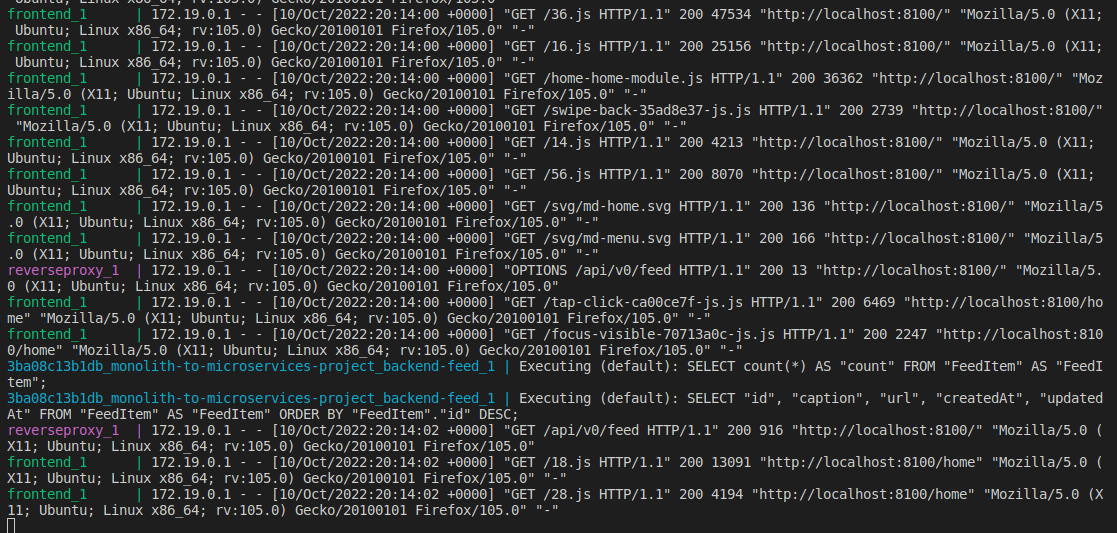 frontend_1      | 172.19.0.1 - - [10/Oct/2022:20:14:00 +0000] "GET /36.js HTTP/1.1" 200 47534 "http://localhost:8100/" "Mozilla/5.0 (X11;
 Ubuntu; Linux x86_64; rv:105.0) Gecko/20100101 Firefox/105.0" "-"
frontend_1      | 172.19.0.1 - - [10/Oct/2022:20:14:00 +0000] "GET /16.js HTTP/1.1" 200 25156 "http://localhost:8100/" "Mozilla/5.0 (X11;
 Ubuntu; Linux x86_64; rv:105.0) Gecko/20100101 Firefox/105.0" "-"
frontend_1      | 172.19.0.1 - - [10/Oct/2022:20:14:00 +0000] "GET /home-home-module.js HTTP/1.1" 200 36362 "http://localhost:8100/" "Moz
illa/5.0 (X11; Ubuntu; Linux x86_64; rv:105.0) Gecko/20100101 Firefox/105.0" "-"
frontend_1      | 172.19.0.1 - - [10/Oct/2022:20:14:00 +0000] "GET /swipe-back-35ad8e37-js.js HTTP/1.1" 200 2739 "http://localhost:8100/"
 "Mozilla/5.0 (X11; Ubuntu; Linux x86_64; rv:105.0) Gecko/20100101 Firefox/105.0" "-"
frontend_1      | 172.19.0.1 - - [10/Oct/2022:20:14:00 +0000] "GET /14.js HTTP/1.1" 200 4213 "http://localhost:8100/" "Mozilla/5.0 (X11;
Ubuntu; Linux x86_64; rv:105.0) Gecko/20100101 Firefox/105.0" "-"
frontend_1      | 172.19.0.1 - - [10/Oct/2022:20:14:00 +0000] "GET /56.js HTTP/1.1" 200 8070 "http://localhost:8100/" "Mozilla/5.0 (X11;
Ubuntu; Linux x86_64; rv:105.0) Gecko/20100101 Firefox/105.0" "-"
frontend_1      | 172.19.0.1 - - [10/Oct/2022:20:14:00 +0000] "GET /svg/md-home.svg HTTP/1.1" 200 136 "http://localhost:8100/" "Mozilla/5
.0 (X11; Ubuntu; Linux x86_64; rv:105.0) Gecko/20100101 Firefox/105.0" "-"
frontend_1      | 172.19.0.1 - - [10/Oct/2022:20:14:00 +0000] "GET /svg/md-menu.svg HTTP/1.1" 200 166 "http://localhost:8100/" "Mozilla/5
.0 (X11; Ubuntu; Linux x86_64; rv:105.0) Gecko/20100101 Firefox/105.0" "-"
reverseproxy_1  | 172.19.0.1 - - [10/Oct/2022:20:14:00 +0000] "OPTIONS /api/v0/feed HTTP/1.1" 200 13 "http://localhost:8100/" "Mozilla/5.
0 (X11; Ubuntu; Linux x86_64; rv:105.0) Gecko/20100101 Firefox/105.0"
frontend_1      | 172.19.0.1 - - [10/Oct/2022:20:14:00 +0000] "GET /tap-click-ca00ce7f-js.js HTTP/1.1" 200 6469 "http://localhost:8100/ho
me" "Mozilla/5.0 (X11; Ubuntu; Linux x86_64; rv:105.0) Gecko/20100101 Firefox/105.0" "-"
frontend_1      | 172.19.0.1 - - [10/Oct/2022:20:14:00 +0000] "GET /focus-visible-70713a0c-js.js HTTP/1.1" 200 2247 "http://localhost:810
0/home" "Mozilla/5.0 (X11; Ubuntu; Linux x86_64; rv:105.0) Gecko/20100101 Firefox/105.0" "-"
3ba08c13b1db_monolith-to-microservices-project_backend-feed_1 | Executing (default): SELECT count(*) AS "count" FROM "FeedItem" AS "FeedI
tem";
3ba08c13b1db_monolith-to-microservices-project_backend-feed_1 | Executing (default): SELECT "id", "caption", "url", "createdAt", "updated
At" FROM "FeedItem" AS "FeedItem" ORDER BY "FeedItem"."id" DESC;
reverseproxy_1  | 172.19.0.1 - - [10/Oct/2022:20:14:02 +0000] "GET /api/v0/feed HTTP/1.1" 200 916 "http://localhost:8100/" "Mozilla/5.0 (
X11; Ubuntu; Linux x86_64; rv:105.0) Gecko/20100101 Firefox/105.0"
frontend_1      | 172.19.0.1 - - [10/Oct/2022:20:14:02 +0000] "GET /18.js HTTP/1.1" 200 13091 "http://localhost:8100/home" "Mozilla/5.0 (
X11; Ubuntu; Linux x86_64; rv:105.0) Gecko/20100101 Firefox/105.0" "-"
frontend_1      | 172.19.0.1 - - [10/Oct/2022:20:14:02 +0000] "GET /28.js HTTP/1.1" 200 4194 "http://localhost:8100/home" "Mozilla/5.0 (X
11; Ubuntu; Linux x86_64; rv:105.0) Gecko/20100101 Firefox/105.0" "-"